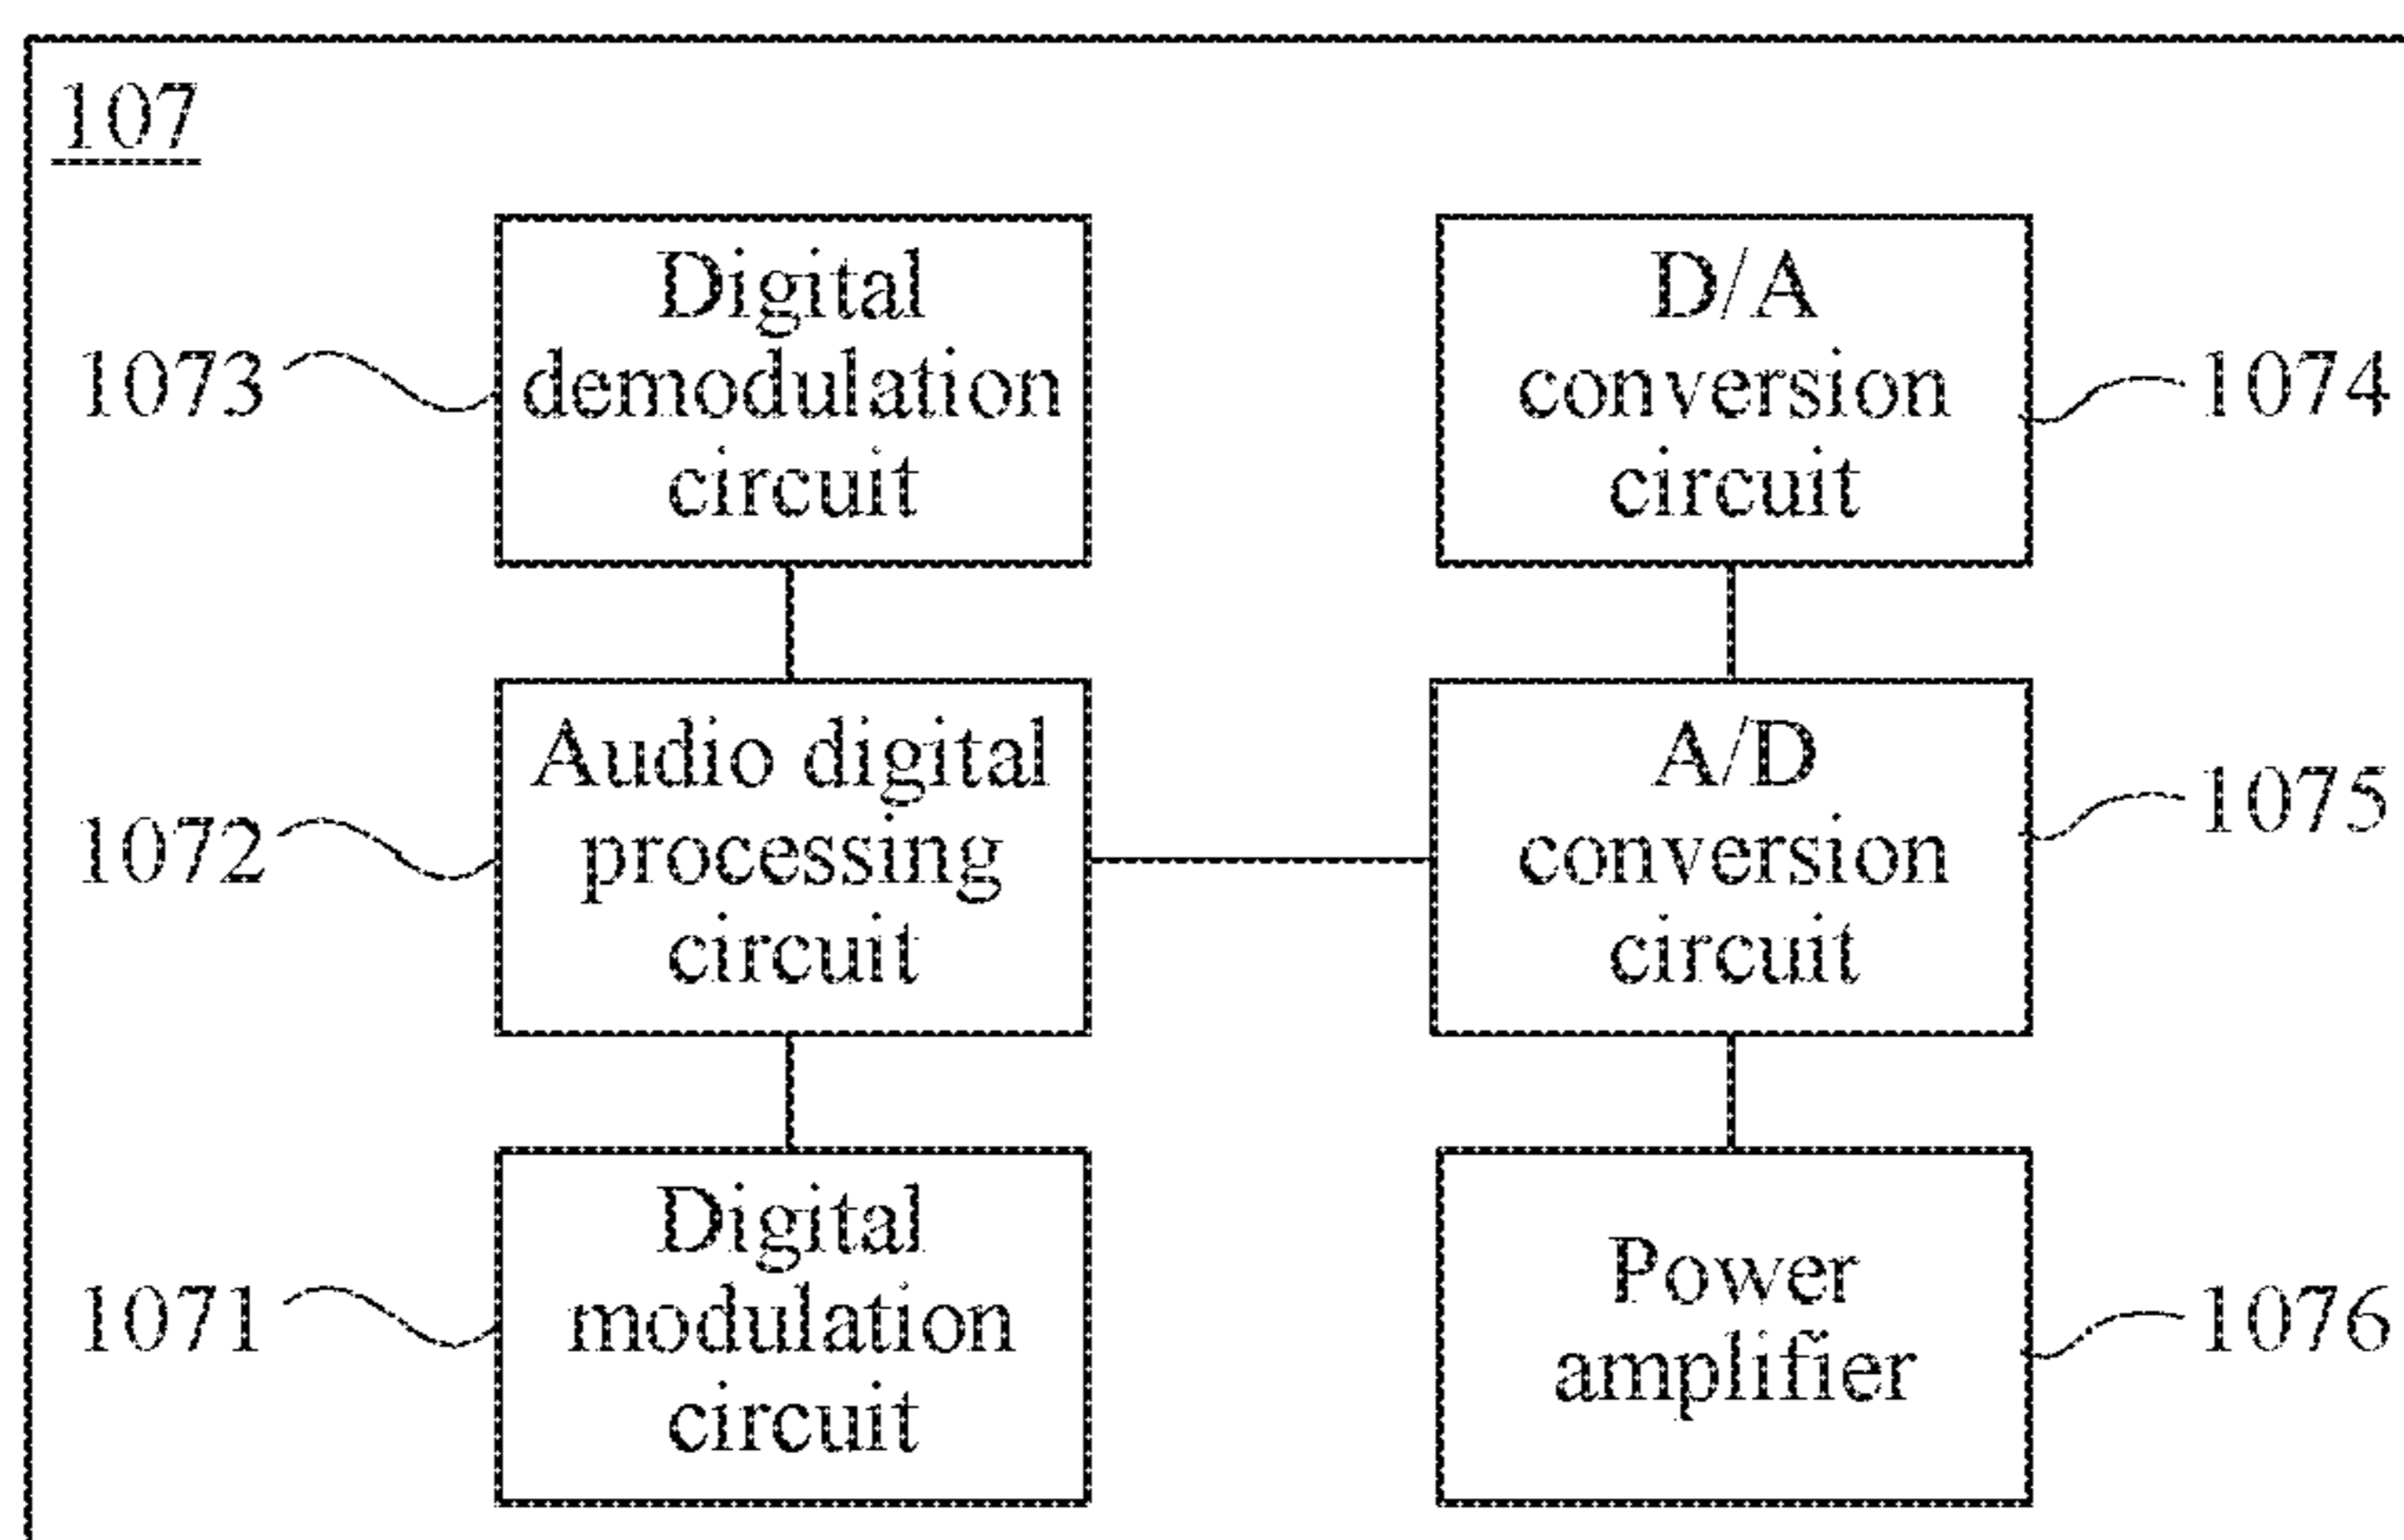 107
1073
Digital
demodulation
circuit
D/A
conversion
circuit
1074
1072
Audio digital
processing
circuit
A/D
conversion
circuit
1075
1071
Digital
modulation
circuit
Power
amplifier
1076